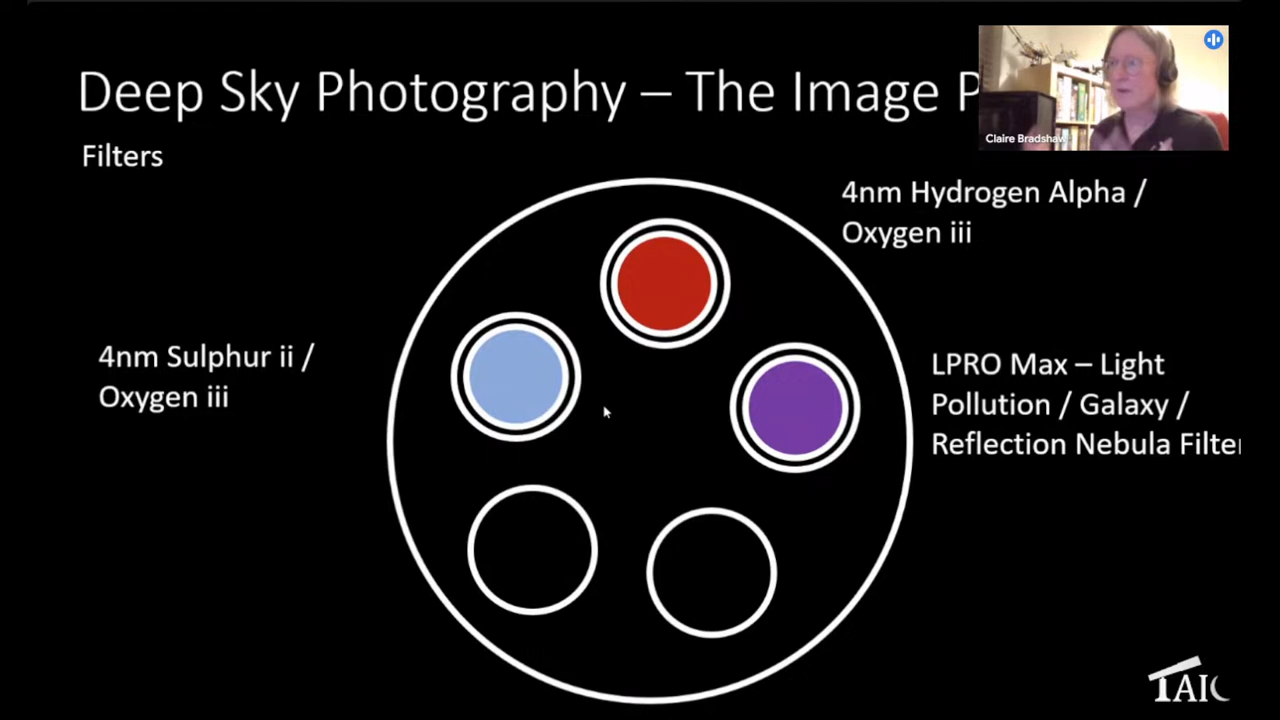 Deep Sky Photography – The Image P
Claire Bradshaw
Filters
4nm Hydrogen Alpha /
Oxygen iii
4nm Sulphur ii /
Oxygen iii
LPRO Max – Light
Pollution / Galaxy /
Reflection Nebula Filter
TAIC